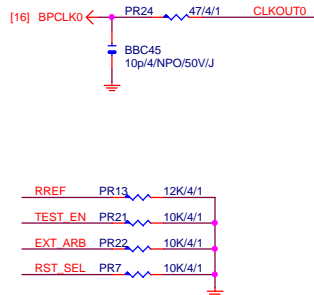 [16] BPCLK0 PR24 47/4/1 CLKOUT0
BBC45
10p/4/NPO/50V/J
RREF PR13 12K/4/1
TEST_EN PR21 10K/4/1
EXT_ARB PR22 10K/4/1
RST_SEL PR7 10K/4/1